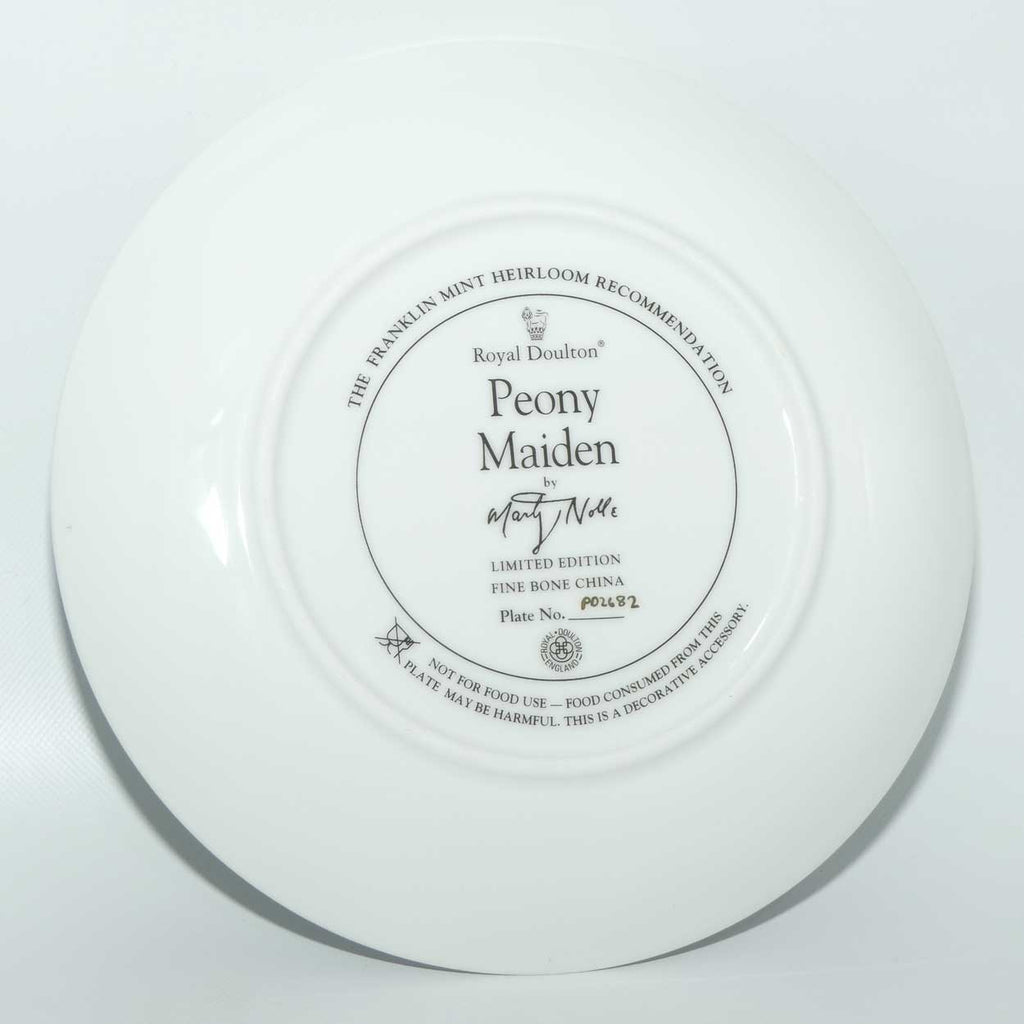 THE FRANKLIN MINT HEIRLOOM RECOMMENDATION
Royal Doulton®
Peony
Maiden
by
Marty Nolle
LIMITED EDITION
FINE BONE CHINA
Plate No. P02682
ROYAL · DOULTON
ENGLAND
NOT FOR FOOD USE — FOOD CONSUMED FROM THIS
PLATE MAY BE HARMFUL. THIS IS A DECORATIVE ACCESSORY.